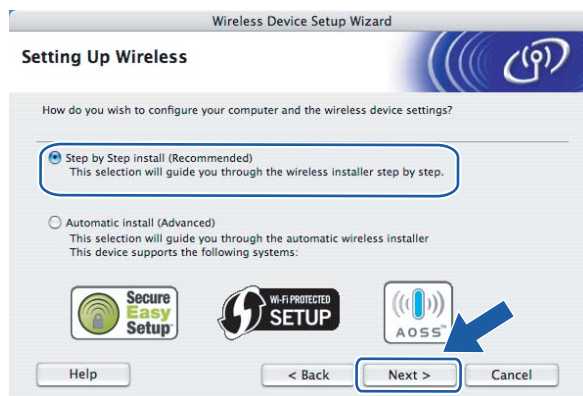 Wireless Device Setup Wizard
Setting Up Wireless
How do you wish to configure your computer and the wireless device settings?
Step by Step install (Recommended)
This selection will guide you through the wireless installer step by step.
Automatic install (Advanced)
This selection will guide you through the automatic wireless installer
This device supports the following systems:
Secure
Easy
Setup™
Wi-Fi PROTECTED
SETUP
AOSS™
Help
< Back
Next >
Cancel